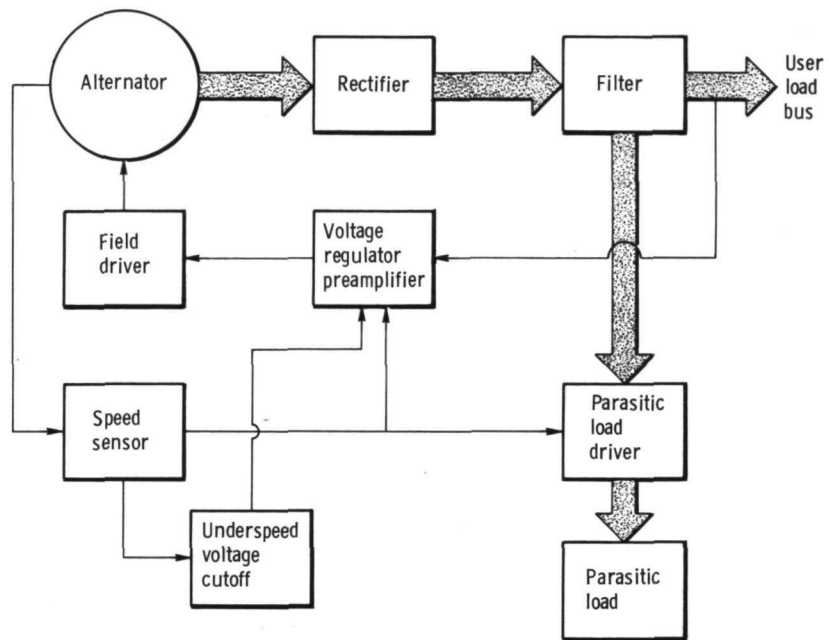 Alternator
Rectifier
Filter
User
load
bus
Field
driver
Voltage
regulator
preamplifier
Speed
sensor
Parasitic
load
driver
Underspeed
voltage
cutoff
Parasitic
load